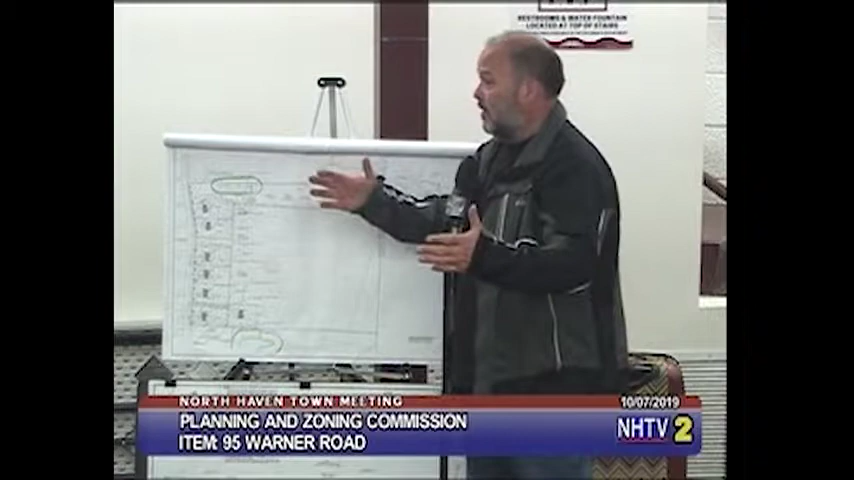 RESTROOMS & WATER FOUNTAIN
LOCATED AT TOP OF STAIRS
NORTH HAVEN TOWN MEETING
10/07/2019
PLANNING AND ZONING COMMISSION
ITEM: 95 WARNER ROAD
NHTV 2